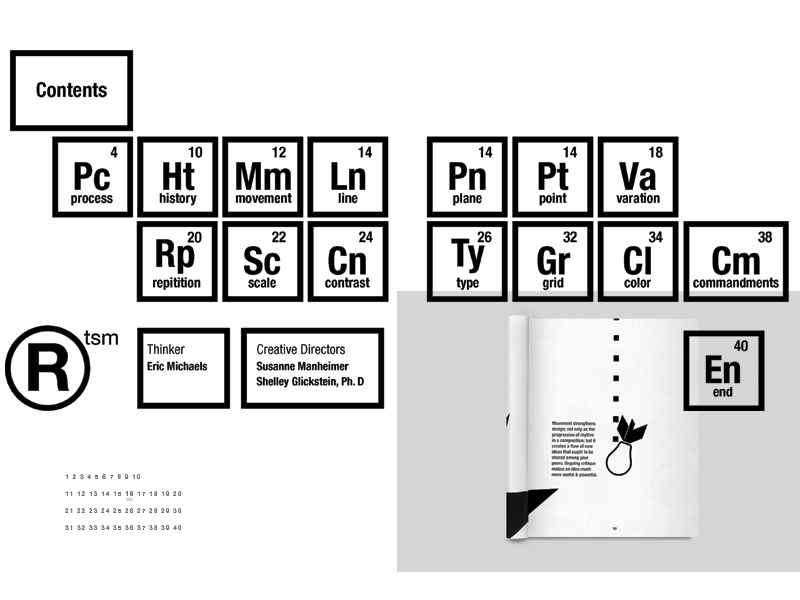 Contents
4
Pc
process
10
Ht
history
12
Mm
movement
14
Ln
line
14
Pn
plane
14
Pt
point
18
Va
varation
20
Rp
repitition
22
Sc
scale
24
Cn
contrast
26
Ty
type
32
Gr
grid
34
Cl
color
38
Cm
commandments
R
tsm
Thinker
Eric Michaels
Creative Directors
Susanne Manheimer
Shelley Glickstein, Ph. D
40
En
end
Movement strengthens
design; not only as the
progression of rhythm
in a composition; but it
creates a flow of new
ideas that ought to be
shared among your
peers. Ongoing critique
makes an idea much
more useful & powerful.
1 2 3 4 5 6 7 8 9 10
11 12 13 14 15 16 17 18 19 20
21 22 23 24 25 26 27 28 29 30
31 32 33 34 35 36 37 38 39 40